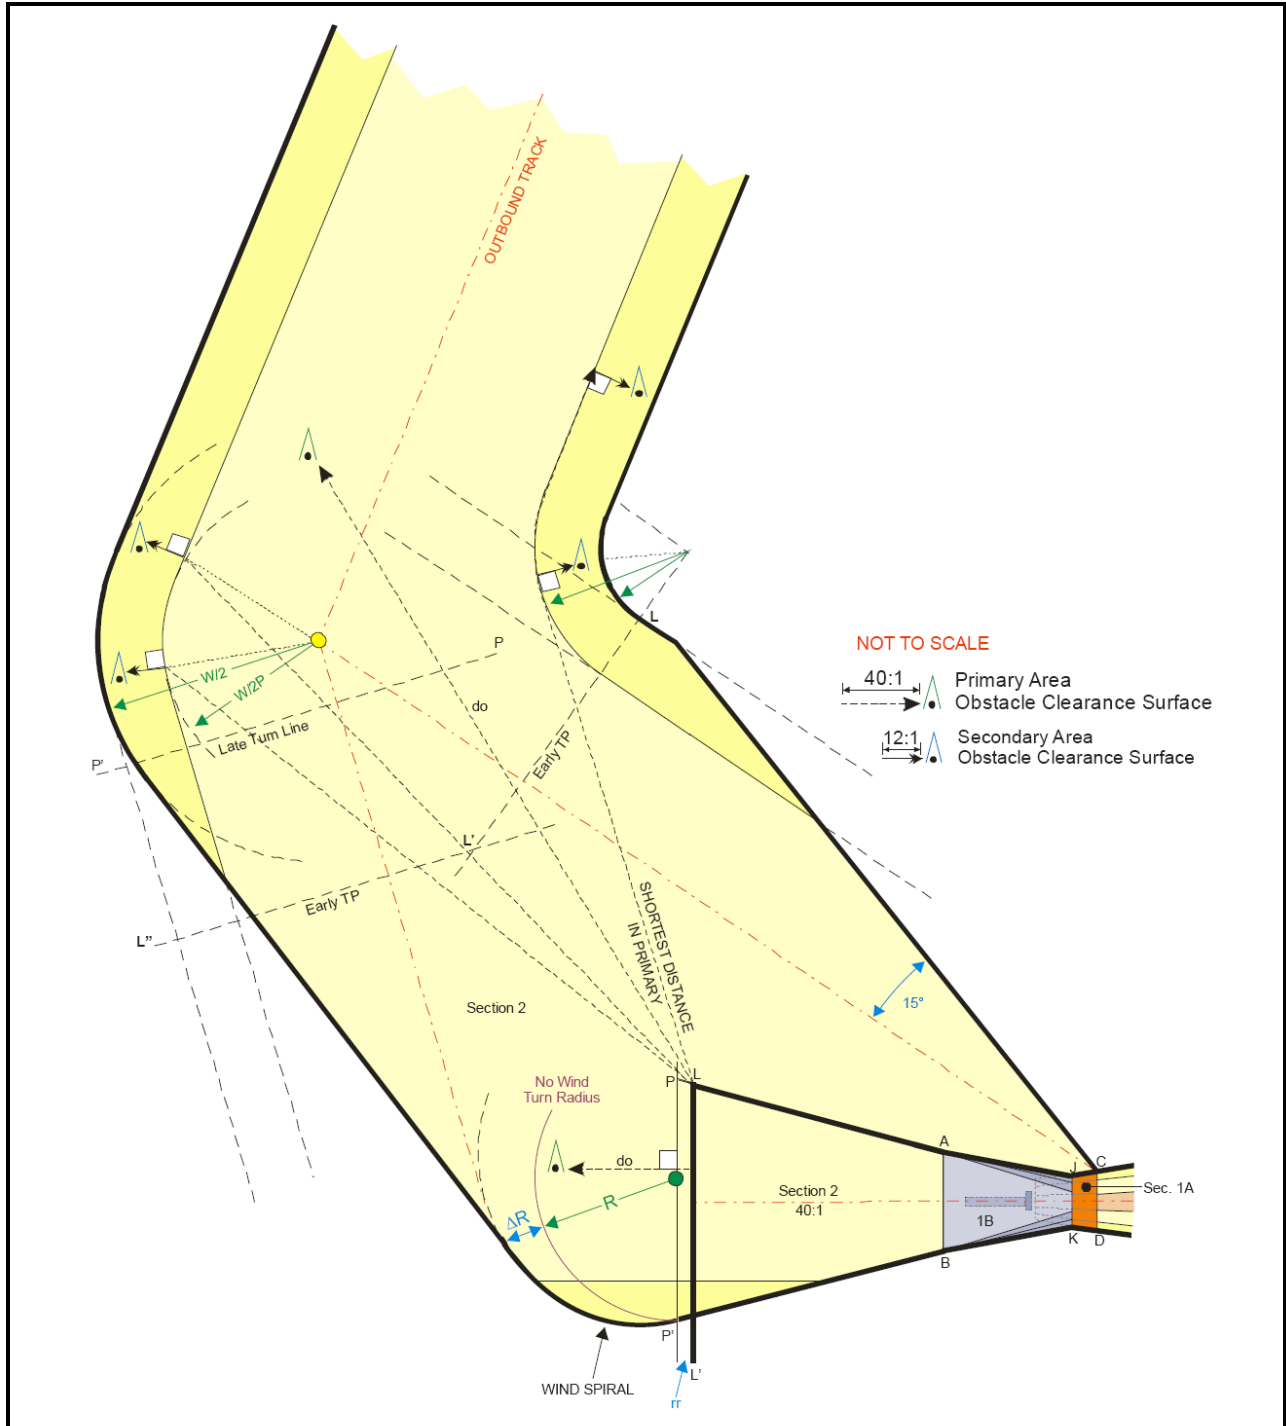 OUTBOUND TRACK
L
NOT TO SCALE
40:1
Primary Area
Obstacle Clearance Surface
12:1
Secondary Area
Obstacle Clearance Surface
P
W/2
W/2P
do
Late Turn Line
Early TP
P'
L'
Early TP
L”
SHORTEST DISTANCE
IN PRIMARY
15°
Section 2
No Wind
Turn Radius
P
L
A
J
C
do
Section 2
40:1
Sec. 1A
R
ΔR
1B
K
D
B
P'
L'
WIND SPIRAL
rr